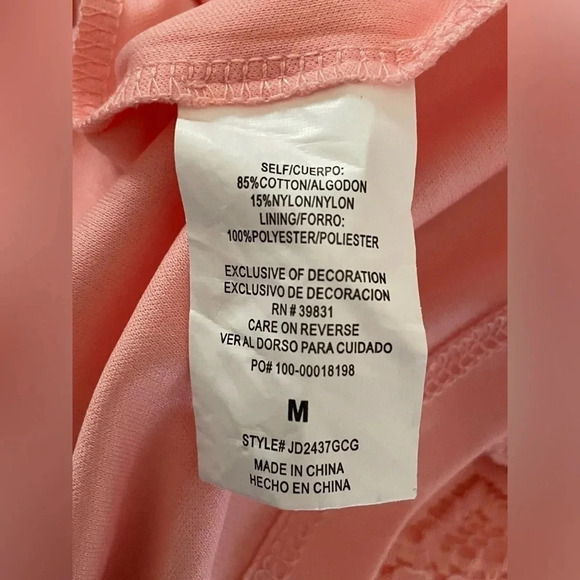 SELF/CUERPO:
85%COTTON/ALGODON
15%NYLON/NYLON
LINING/FORRO:
100%POLYESTER/POLIESTER
EXCLUSIVE OF DECORATION
EXCLUSIVO DE DECORACION
RN # 39831
CARE ON REVERSE
VER AL DORSO PARA CUIDADO
PO# 100-00018198
M
STYLE# JD2437GCG
MADE IN CHINA
HECHO EN CHINA